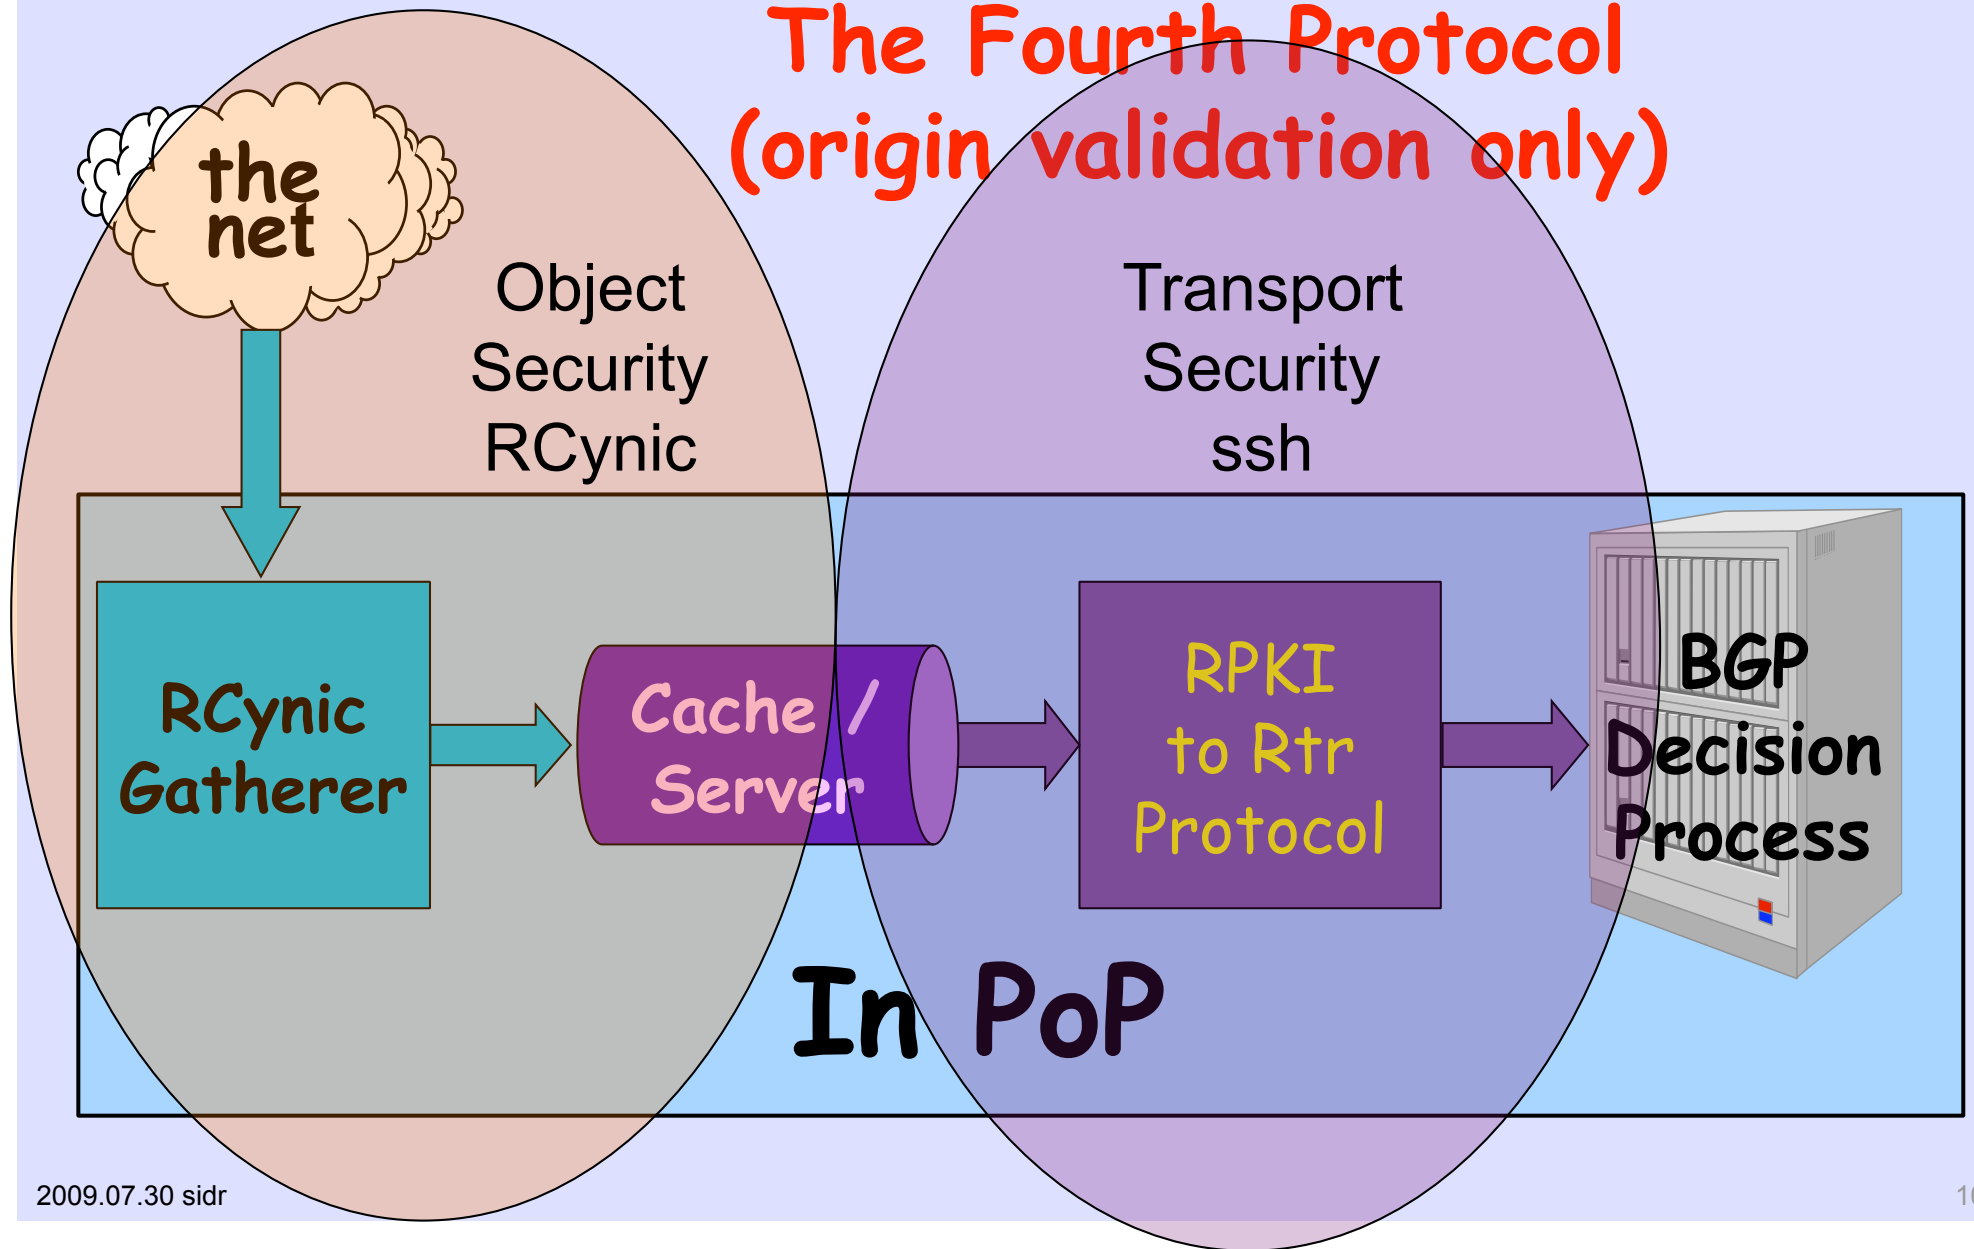 The Fourth Protocol
(origin validation only)
the
net
Object
Security
RCynic
Transport
Security
ssh
RCynic
Gatherer
Cache /
Server
RPKI
to Rtr
Protocol
BGP
Decision
Process
In PoP
2009.07.30 sidr